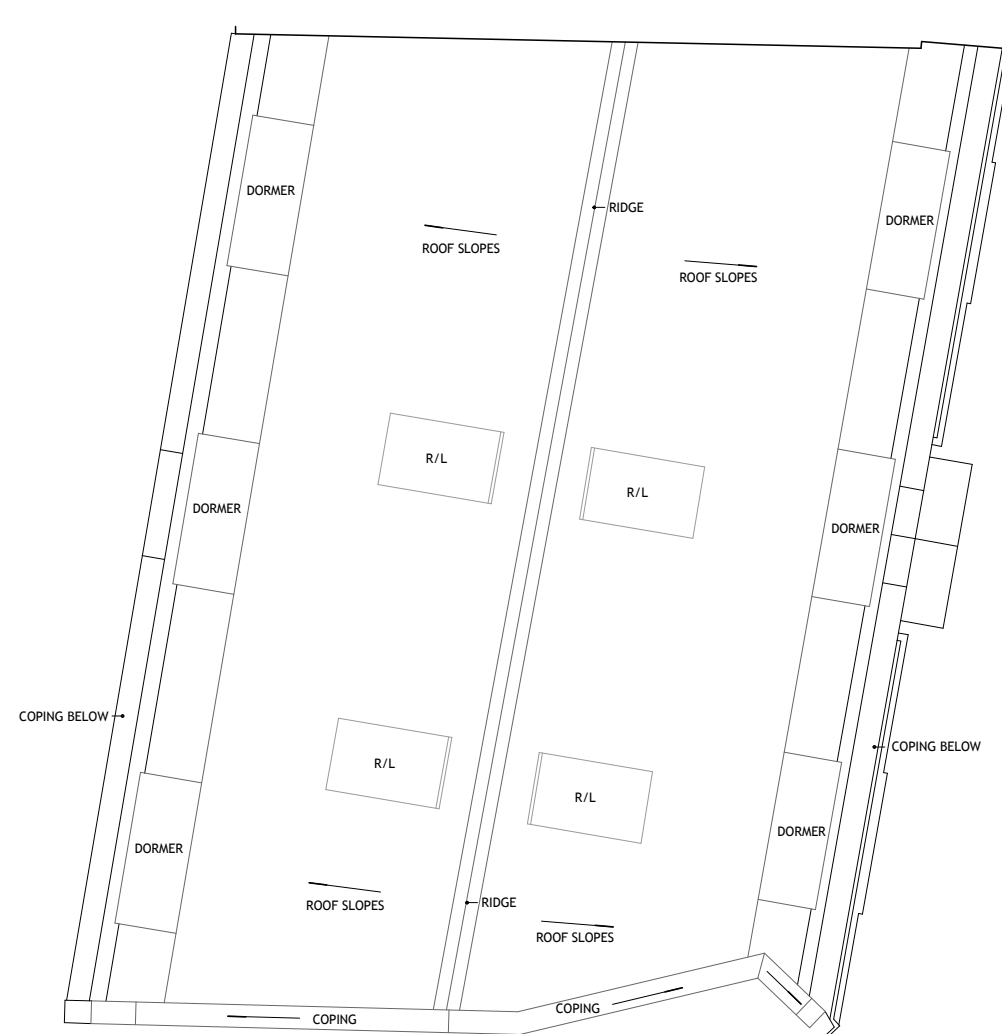 DORMER
DORMER
RIDGE
ROOF SLOPES
ROOF SLOPES
R/L
R/L
DORMER
DORMER
COPING BELOW
COPING BELOW
R/L
R/L
DORMER
DORMER
ROOF SLOPES
RIDGE
ROOF SLOPES
COPING
COPING